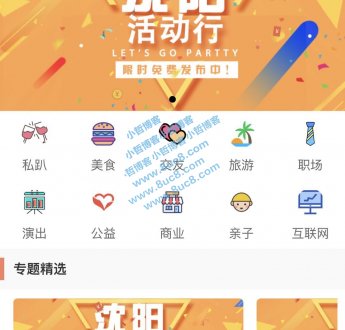 沈阳
活动行
LET'S GO PARTTY
限时免费发布中!
私趴 美食 交友 旅游 职场
小哲博客 小哲博客
小哲博客 小哲博客
www.8uc8.com
www.8uc8.com
演出 公益 商业 亲子 互联网
专题精选
沈阳